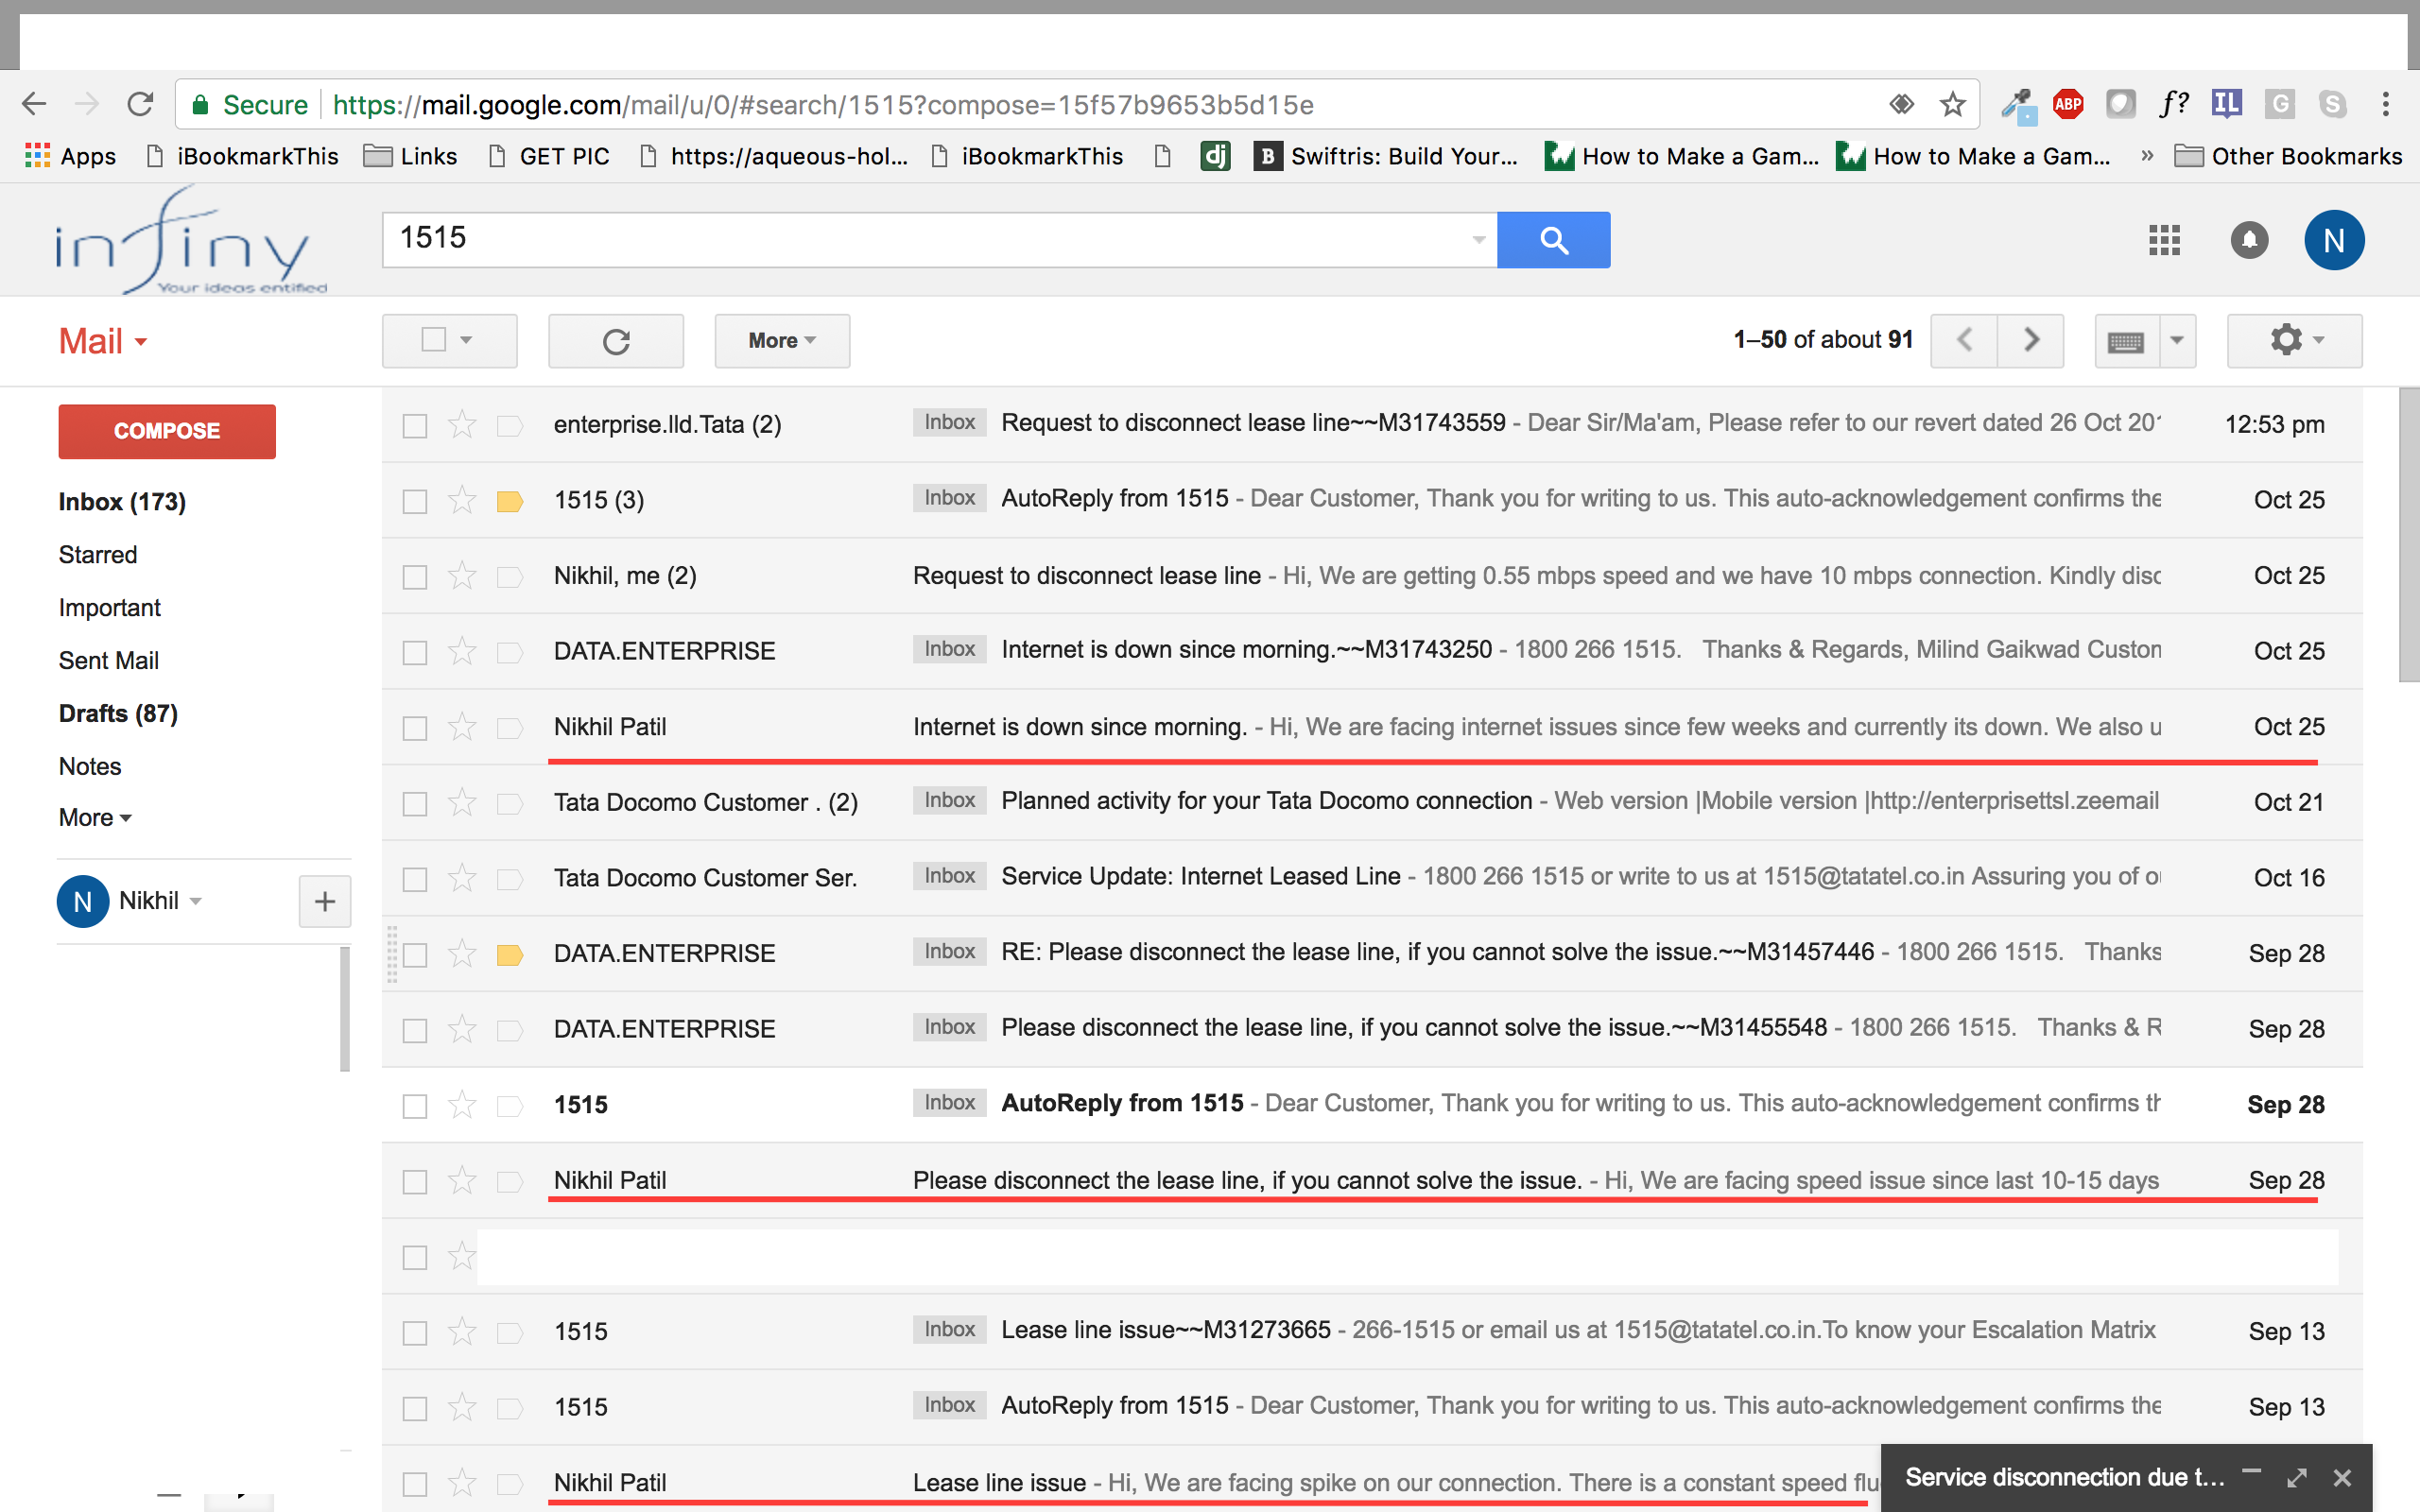 Secure https://mail.google.com/mail/u/0/#search/1515?compose=15f57b9653b5d15e ABP f? IL G S
Apps iBookmarkThis Links GET PIC https://aqueous-hol... iBookmarkThis dj B Swiftris: Build Your... How to Make a Gam... How to Make a Gam... » Other Bookmarks
infiny
Your ideas entified
1515
N
Mail More 1–50 of about 91
COMPOSE
Inbox (173)
Starred
Important
Sent Mail
Drafts (87)
Notes
More
N Nikhil +
enterprise.lld.Tata (2) Inbox Request to disconnect lease line~~M31743559 - Dear Sir/Ma'am, Please refer to our revert dated 26 Oct 12:53 pm
1515 (3) Inbox AutoReply from 1515 - Dear Customer, Thank you for writing to us. This auto-acknowledgement confirms the Oct 25
Nikhil, me (2) Request to disconnect lease line - Hi, We are getting 0.55 mbps speed and we have 10 mbps connection. Kindly disc Oct 25
DATA.ENTERPRISE Inbox Internet is down since morning.~~M31743250 - 1800 266 1515. Thanks & Regards, Milind Gaikwad Custom Oct 25
Nikhil Patil Internet is down since morning. - Hi, We are facing internet issues since few weeks and currently its down. We also u Oct 25
Tata Docomo Customer . (2) Inbox Planned activity for your Tata Docomo connection - Web version |Mobile version |http://enterprisettsl.zeemail Oct 21
Tata Docomo Customer Ser. Inbox Service Update: Internet Leased Line - 1800 266 1515 or write to us at 1515@tatatel.co.in Assuring you of Oct 16
DATA.ENTERPRISE Inbox RE: Please disconnect the lease line, if you cannot solve the issue.~~M31457446 - 1800 266 1515. Thanks Sep 28
DATA.ENTERPRISE Inbox Please disconnect the lease line, if you cannot solve the issue.~~M31455548 - 1800 266 1515. Thanks & R Sep 28
1515 Inbox AutoReply from 1515 - Dear Customer, Thank you for writing to us. This auto-acknowledgement confirms th Sep 28
Nikhil Patil Please disconnect the lease line, if you cannot solve the issue. - Hi, We are facing speed issue since last 10-15 days Sep 28
1515 Inbox Lease line issue~~M31273665 - 266-1515 or email us at 1515@tatatel.co.in.To know your Escalation Matrix Sep 13
1515 Inbox AutoReply from 1515 - Dear Customer, Thank you for writing to us. This auto-acknowledgement confirms the Sep 13
Nikhil Patil Lease line issue - Hi, We are facing spike on our connection. There is a constant speed flu
Service disconnection due t...